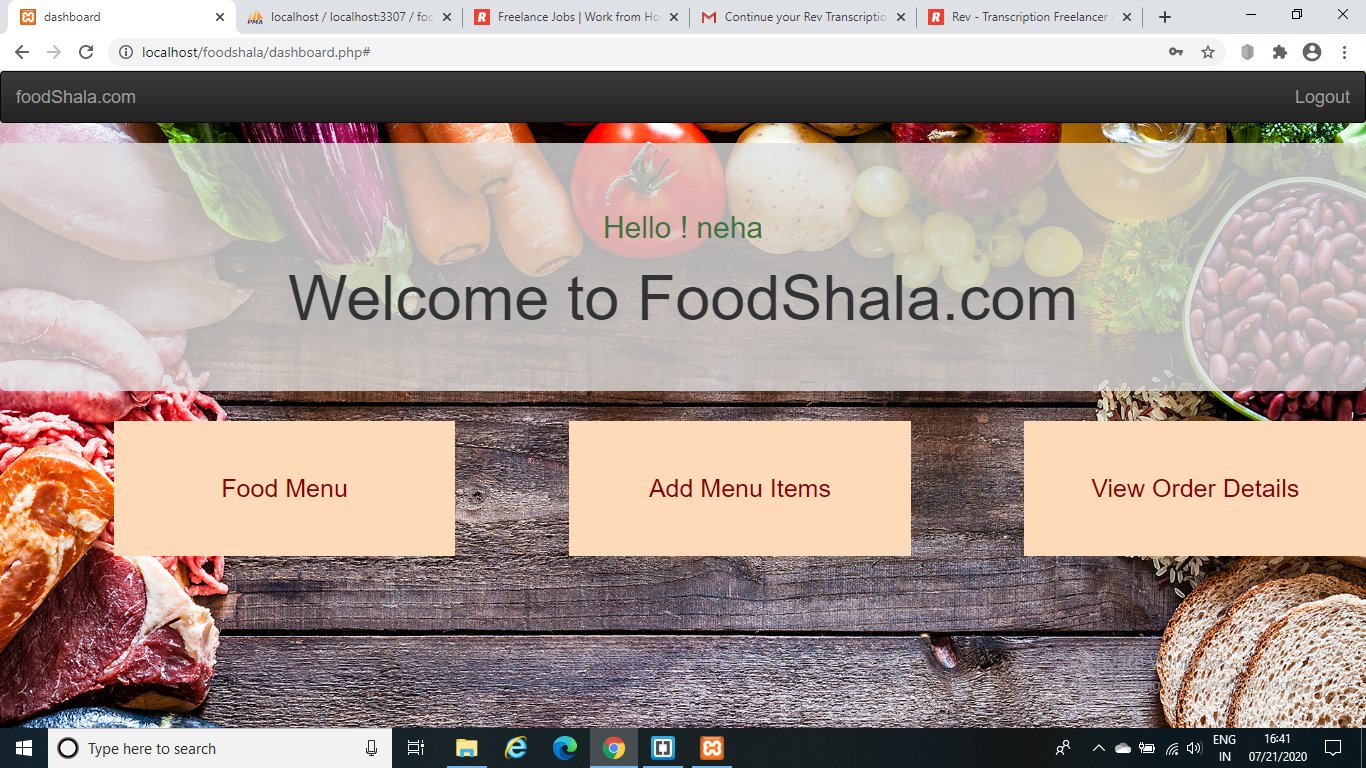 dashboard
localhost / localhost:3307 / foo
Freelance Jobs | Work from Ho
Continue your Rev Transcriptio
Rev - Transcription Freelancer
localhost/foodshala/dashboard.php#
foodShala.com
Logout
Hello ! neha
Welcome to FoodShala.com
Food Menu
Add Menu Items
View Order Details
Type here to search
ENG
IN
16:41
07/21/2020